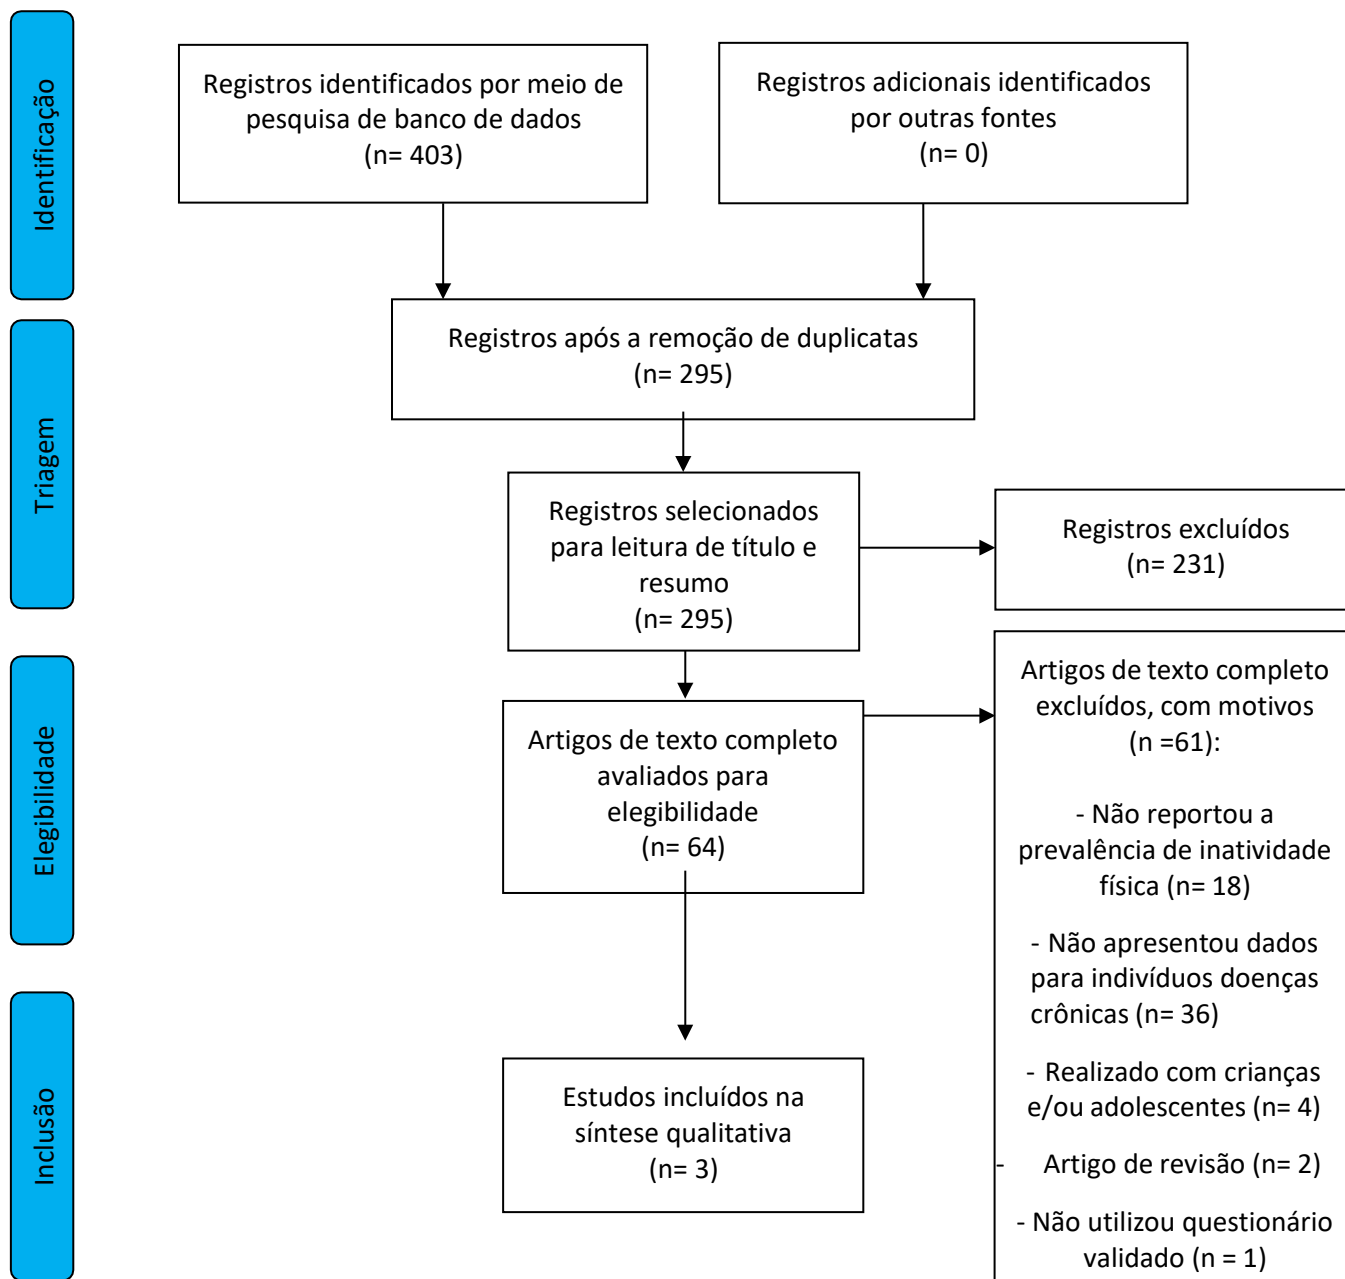 Identificação
Registros identificados por meio de
pesquisa de banco de dados
(n= 403)
Registros adicionais identificados
por outras fontes
(n= 0)
Triagem
Registros após a remoção de duplicatas
(n= 295)
Registros selecionados
para leitura de título e
resumo
(n= 295)
Registros excluídos
(n= 231)
Elegibilidade
Artigos de texto completo
avaliados para
elegibilidade
(n= 64)
Artigos de texto completo
excluídos, com motivos
(n =61):
- Não reportou a
prevalência de inatividade
física (n= 18)
- Não apresentou dados
para indivíduos doenças
crônicas (n= 36)
- Realizado com crianças
e/ou adolescentes (n= 4)
- Artigo de revisão (n= 2)
- Não utilizou questionário
validado (n = 1)
Inclusão
Estudos incluídos na
síntese qualitativa
(n= 3)